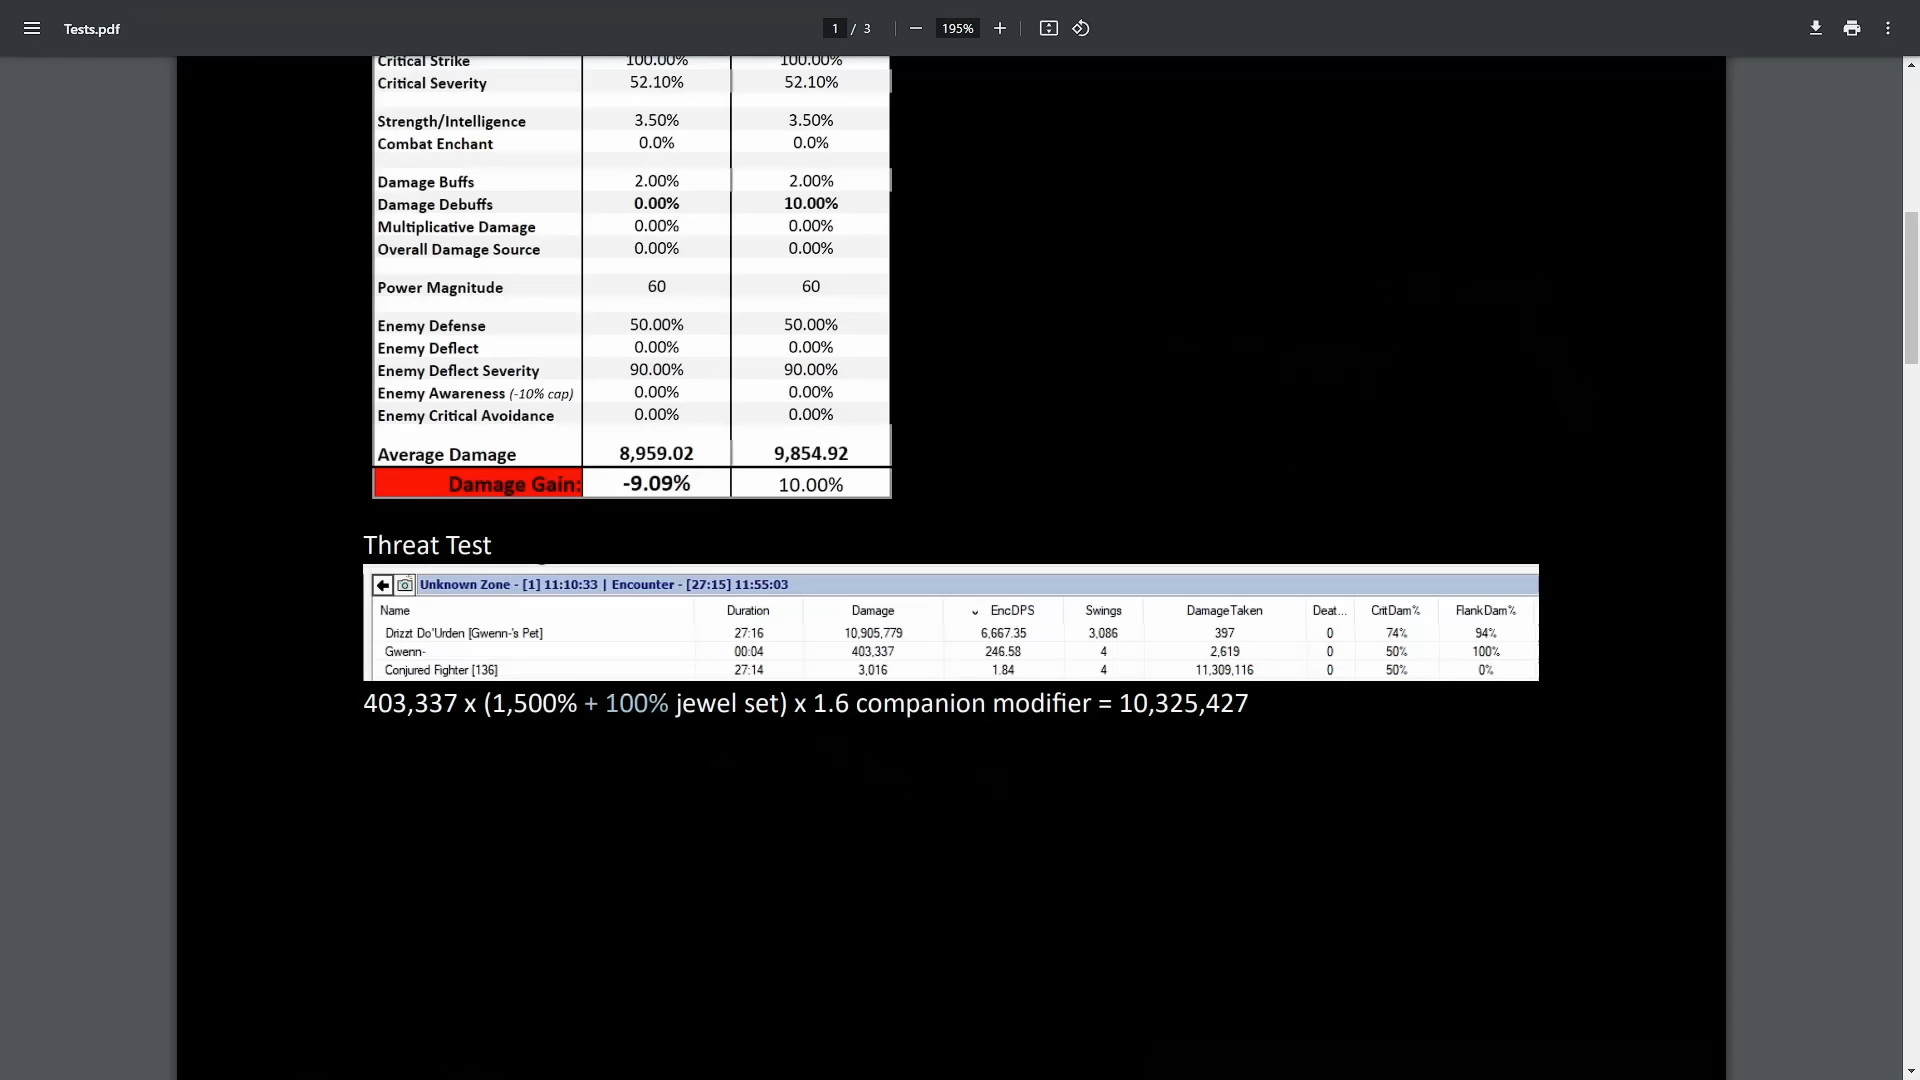 Tests.pdf
1 / 3
195%
Critical Strike 100.00% 100.00%
Critical Severity 52.10% 52.10%
Strength/Intelligence 3.50% 3.50%
Combat Enchant 0.0% 0.0%
Damage Buffs 2.00% 2.00%
Damage Debuffs 0.00% 10.00%
Multiplicative Damage 0.00% 0.00%
Overall Damage Source 0.00% 0.00%
Power Magnitude 60 60
Enemy Defense 50.00% 50.00%
Enemy Deflect 0.00% 0.00%
Enemy Deflect Severity 90.00% 90.00%
Enemy Awareness (-10% cap) 0.00% 0.00%
Enemy Critical Avoidance 0.00% 0.00%
Average Damage 8,959.02 9,854.92
Damage Gain: -9.09% 10.00%
Threat Test
Unknown Zone - [1] 11:10:33 | Encounter - [27:15] 11:55:03
Name Duration Damage EncDPS Swings DamageTaken Deat... CritDam% FlankDam%
Drizzt Do'Urden [Gwenn-'s Pet] 27:16 10,905,779 6,667.35 3,086 397 0 74% 94%
Gwenn- 00:04 403,337 246.58 4 2,619 0 50% 100%
Conjured Fighter [136] 27:14 3,016 1.84 4 11,309,116 0 50% 0%
403,337 x (1,500% + 100% jewel set) x 1.6 companion modifier = 10,325,427